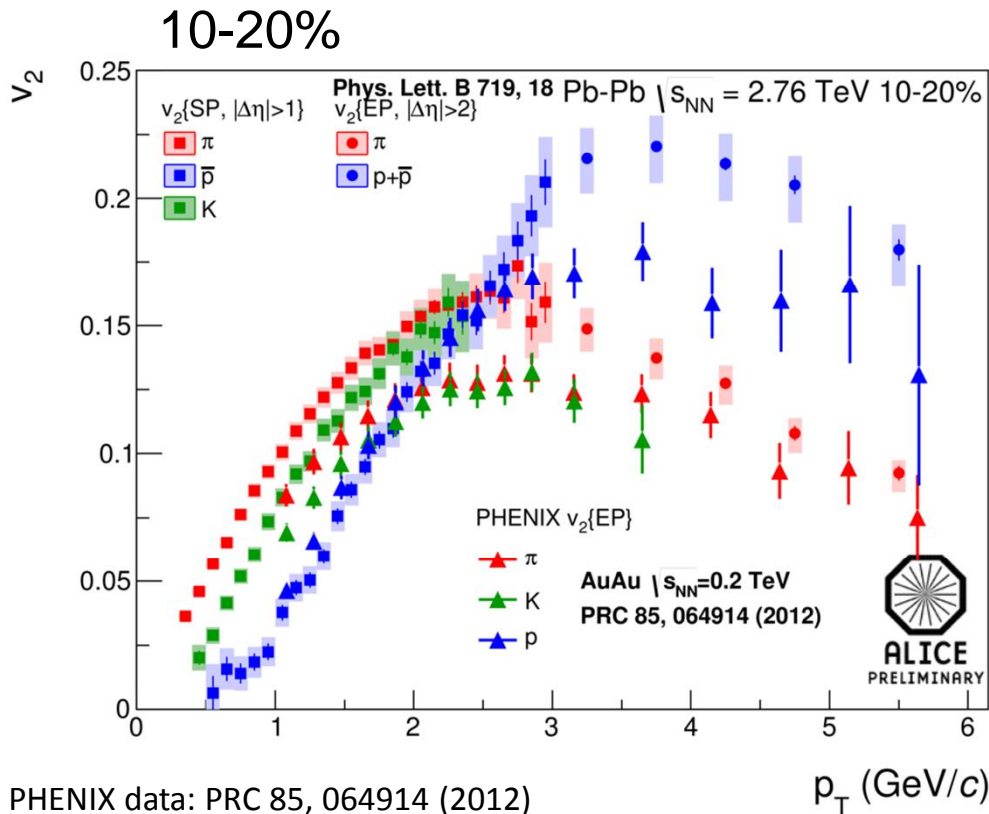 10-20%
v₂
0.25
0.2
0.15
0.1
0.05
0
Phys. Lett. B 719, 18 Pb-Pb √s_NN = 2.76 TeV 10-20%
v₂{SP, |Δη|>1}
π
p̅
K
v₂{EP, |Δη|>2}
π
p+p̅
PHENIX v₂{EP}
π
K
p
AuAu √s_NN=0.2 TeV
PRC 85, 064914 (2012)
ALICE
PRELIMINARY
0 1 2 3 4 5 6
p_T (GeV/c)
PHENIX data: PRC 85, 064914 (2012)